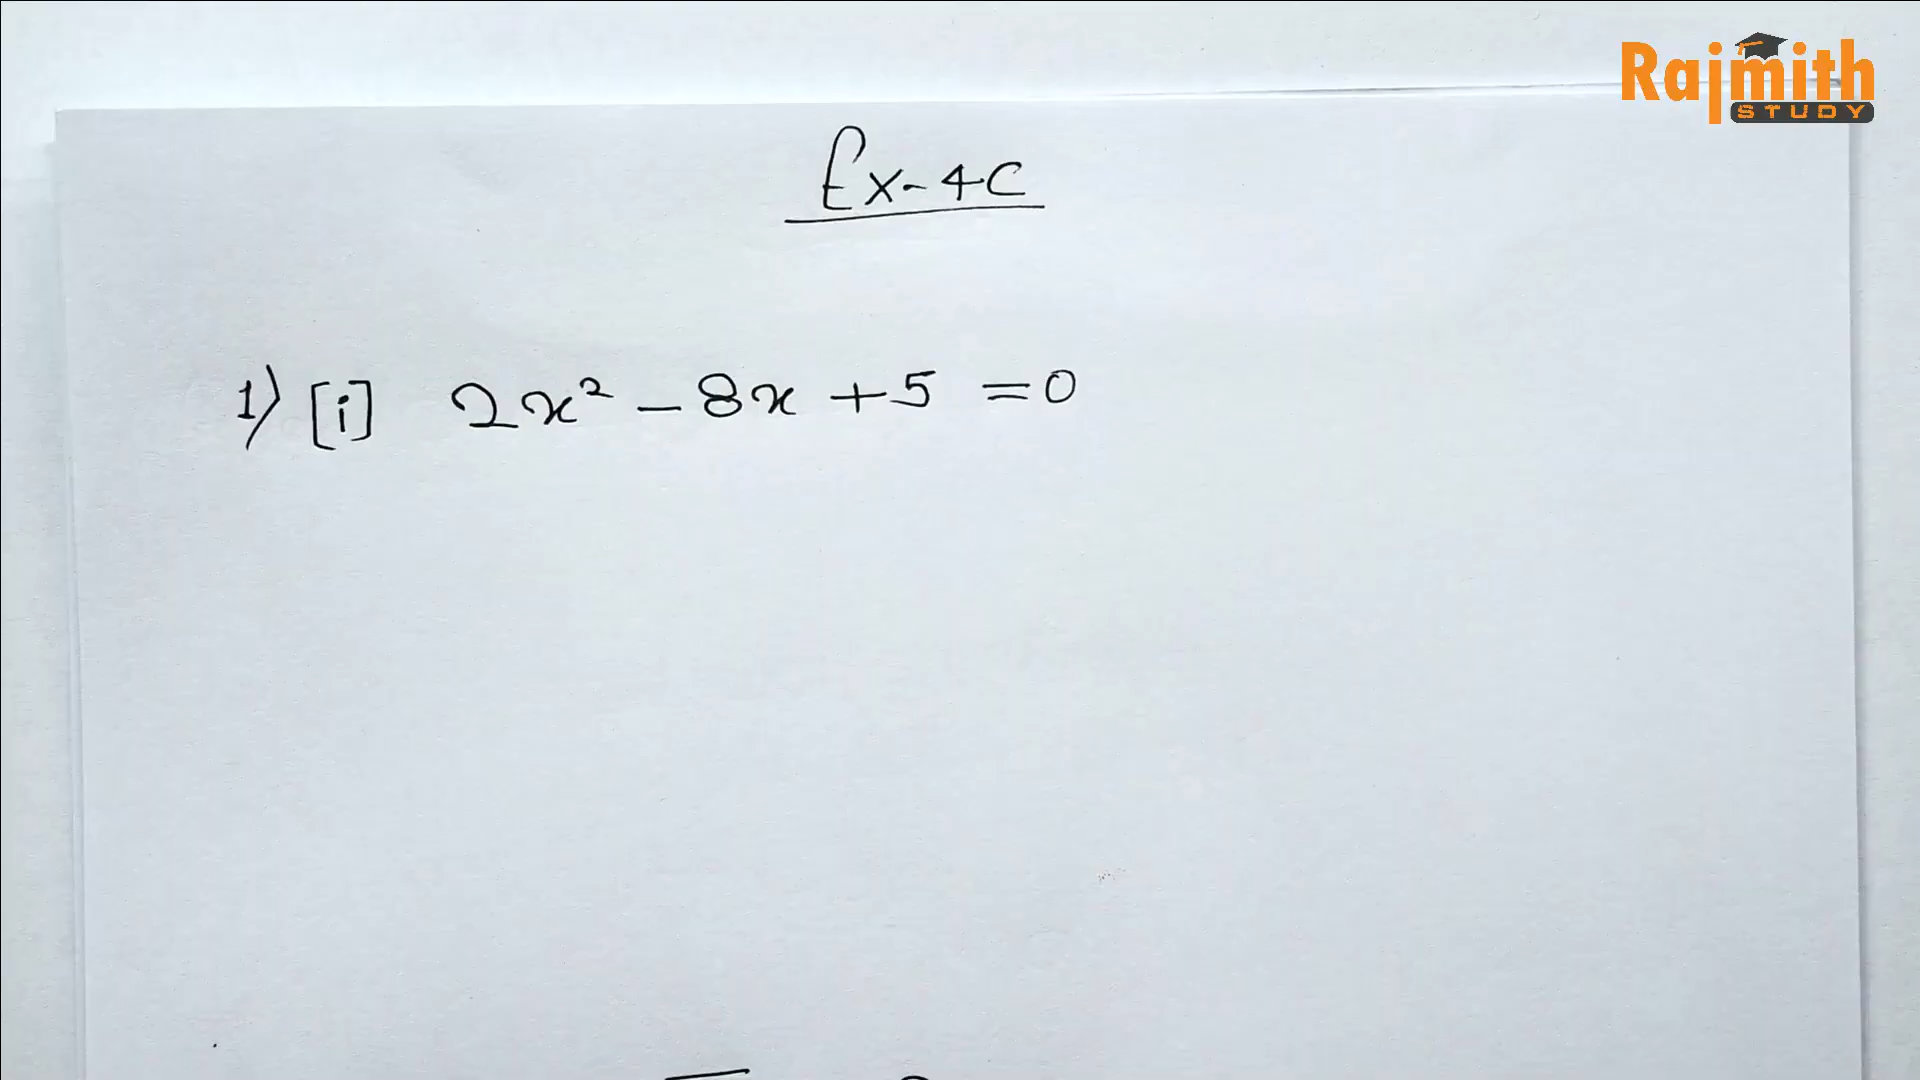 Rajmith
STUDY
Ex-4C
1) [i] 2x² - 8x + 5 = 0